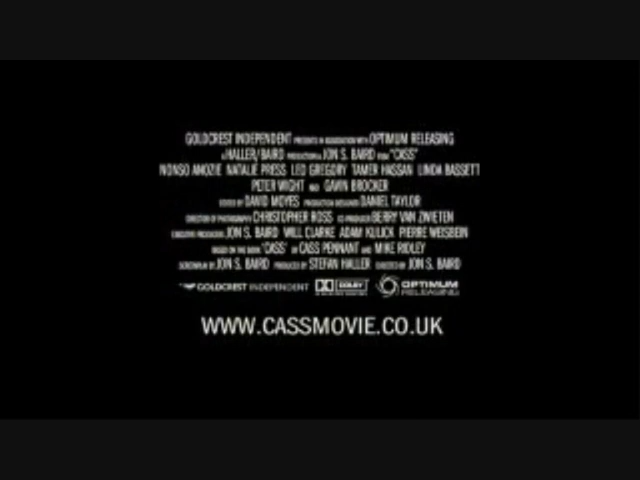 GOLDCREST INDEPENDENT PRESENTS IN ASSOCIATION WITH OPTIMUM RELEASING
A HALLER/BAIRD PRODUCTION A JON S. BAIRD FILM "CASS"
NONSO ANOZIE NATALIE PRESS LEO GREGORY TAMER HASSAN LINDA BASSETT
PETER WIGHT AND GAVIN BROCKER
EDITED BY DAVID MOYES PRODUCTION DESIGNER DANIEL TAYLOR
DIRECTOR OF PHOTOGRAPHY CHRISTOPHER ROSS CO PRODUCER BERRY VAN ZWIETEN
EXECUTIVE PRODUCERS JON S. BAIRD WILL CLARKE ADAM KULICK PIERRE WEISBEIN
BASED ON THE BOOK 'CASS' BY CASS PENNANT AND MIKE RIDLEY
SCREENPLAY BY JON S. BAIRD PRODUCED BY STEFAN HALLER DIRECTED BY JON S. BAIRD
GOLDCREST INDEPENDENT DOLBY OPTIMUM RELEASING
WWW.CASSMOVIE.CO.UK